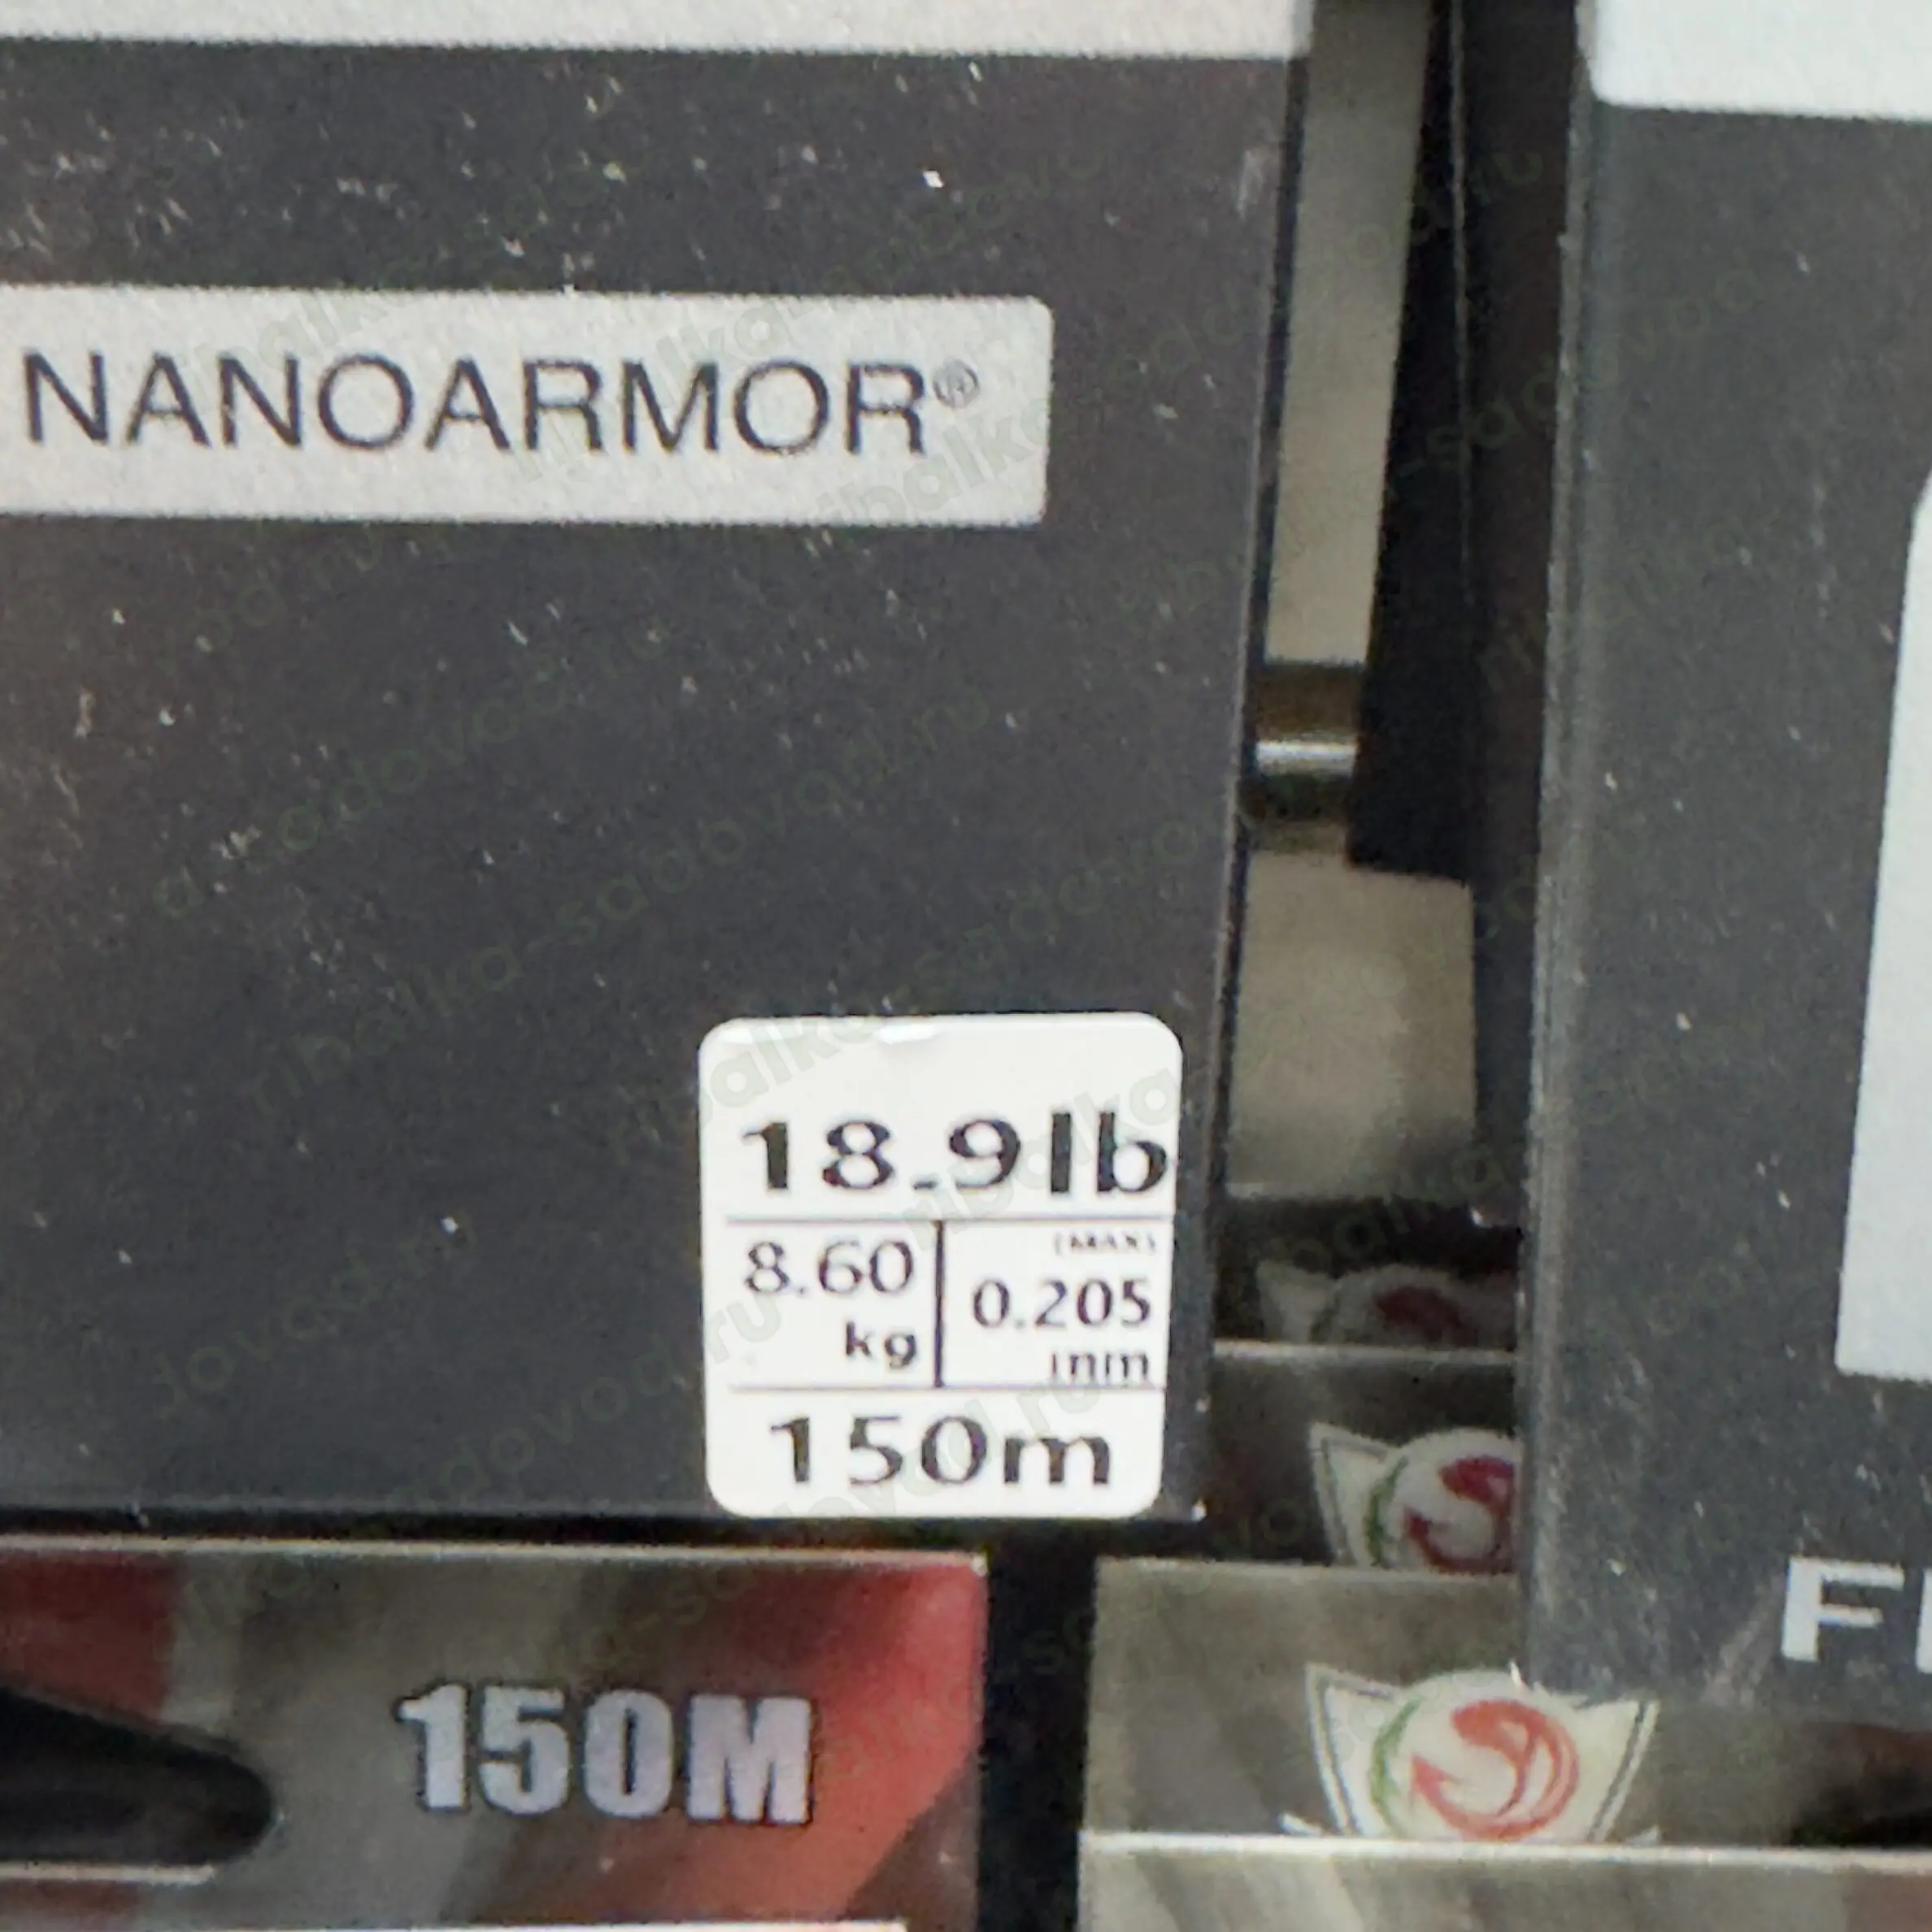 NANOARMOR®
18.9lb
8.60
kg
(MAX)
0.205
mm
150m
150M